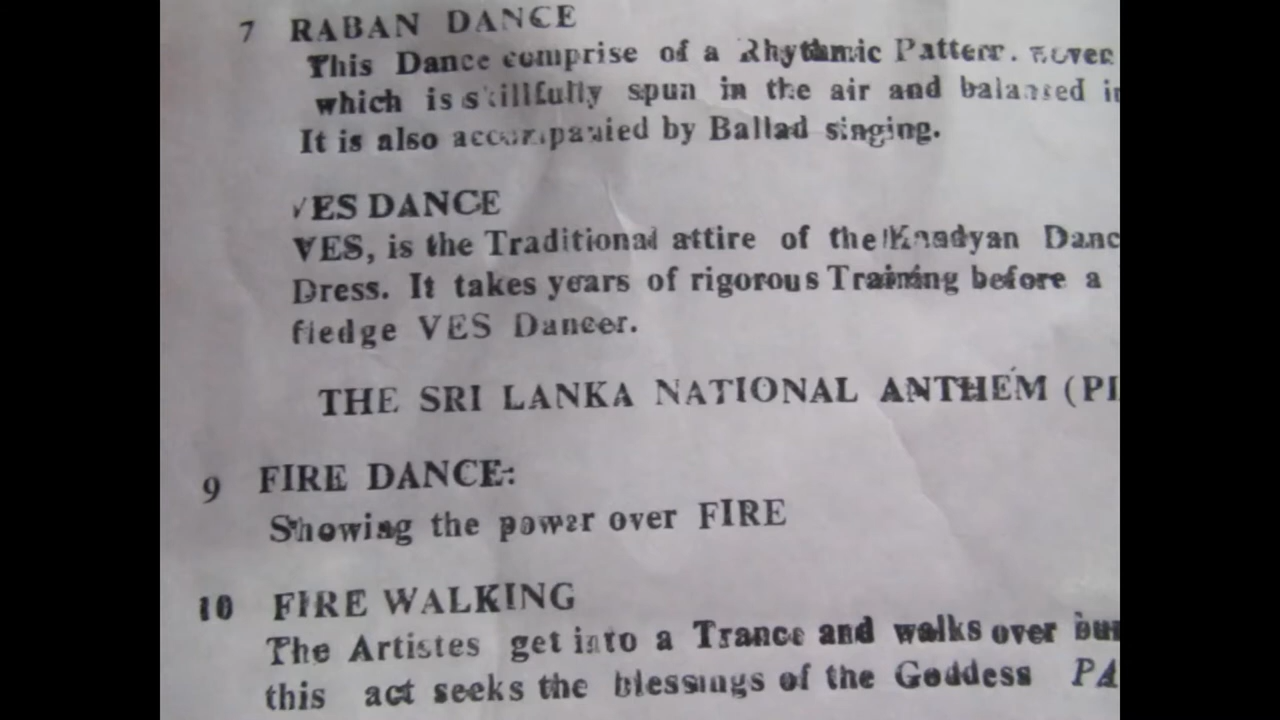 7 RABAN DANCE
This Dance comprise of a Rhythmic Pattern.
which is skillfully spun in the air and balanced
It is also accompanied by Ballad singing.
VES DANCE
VES, is the Traditional attire of the Kandyan
Dress. It takes years of rigorous Training before a
fledge VES Dancer.
THE SRI LANKA NATIONAL ANTHEM
9 FIRE DANCE:
Showing the power over FIRE
10 FIRE WALKING
The Artistes get into a Trance and walks over
this act seeks the blessings of the Goddess